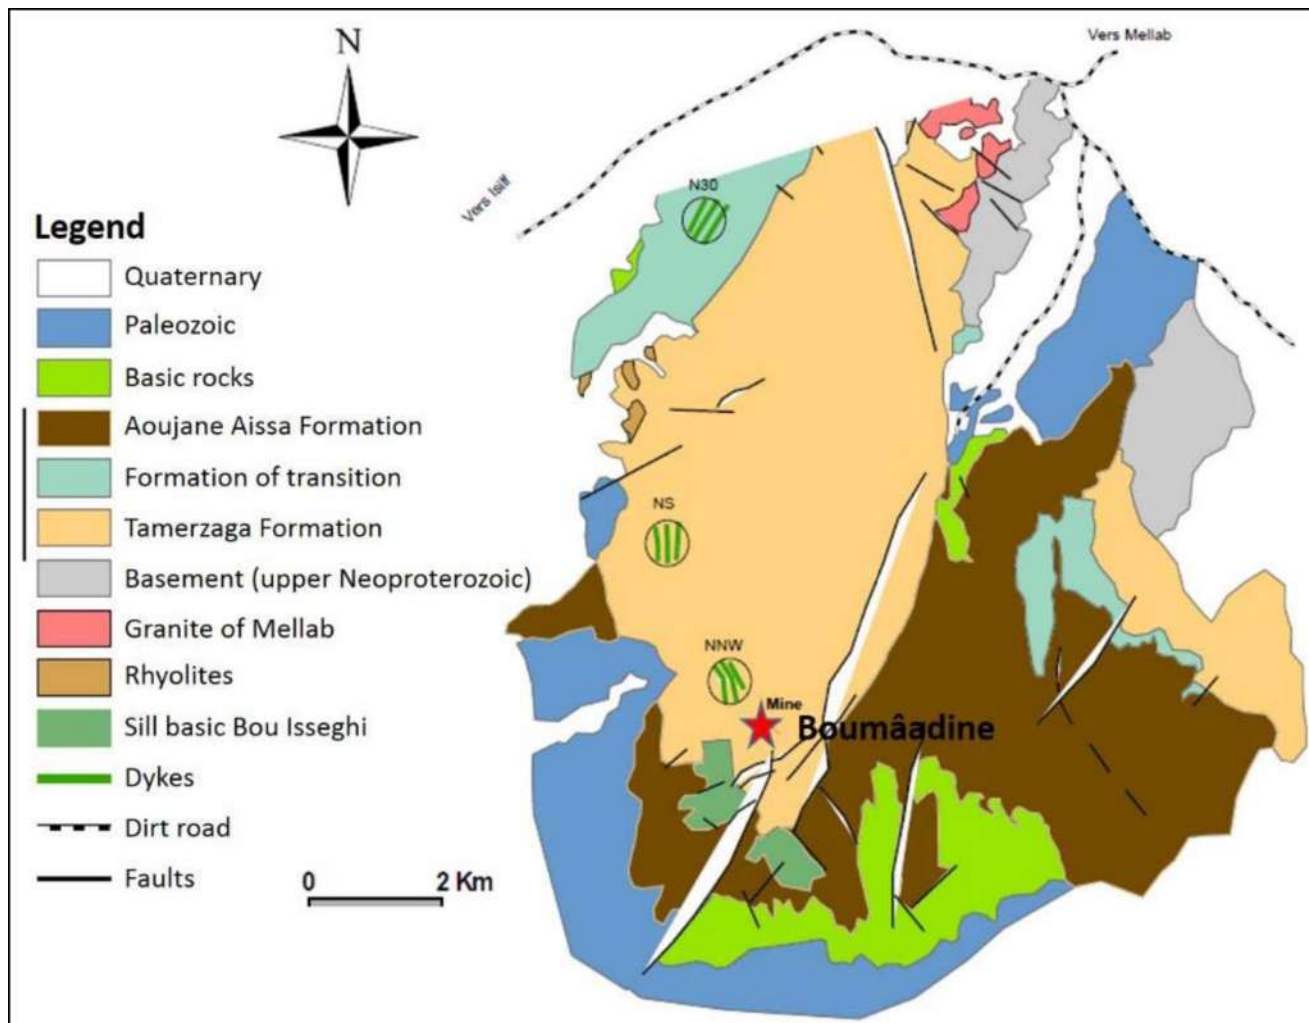 N
Vers Mellab
Vers Isilf
N30
Legend
Quaternary
Paleozoic
Basic rocks
Aoujane Aissa Formation
Formation of transition
Tamerzaga Formation
Basement (upper Neoproterozoic)
Granite of Mellab
Rhyolites
Sill basic Bou Isseghi
Dykes
Dirt road
Faults
0 2 Km
NS
NNW
Mine
Boumâadine